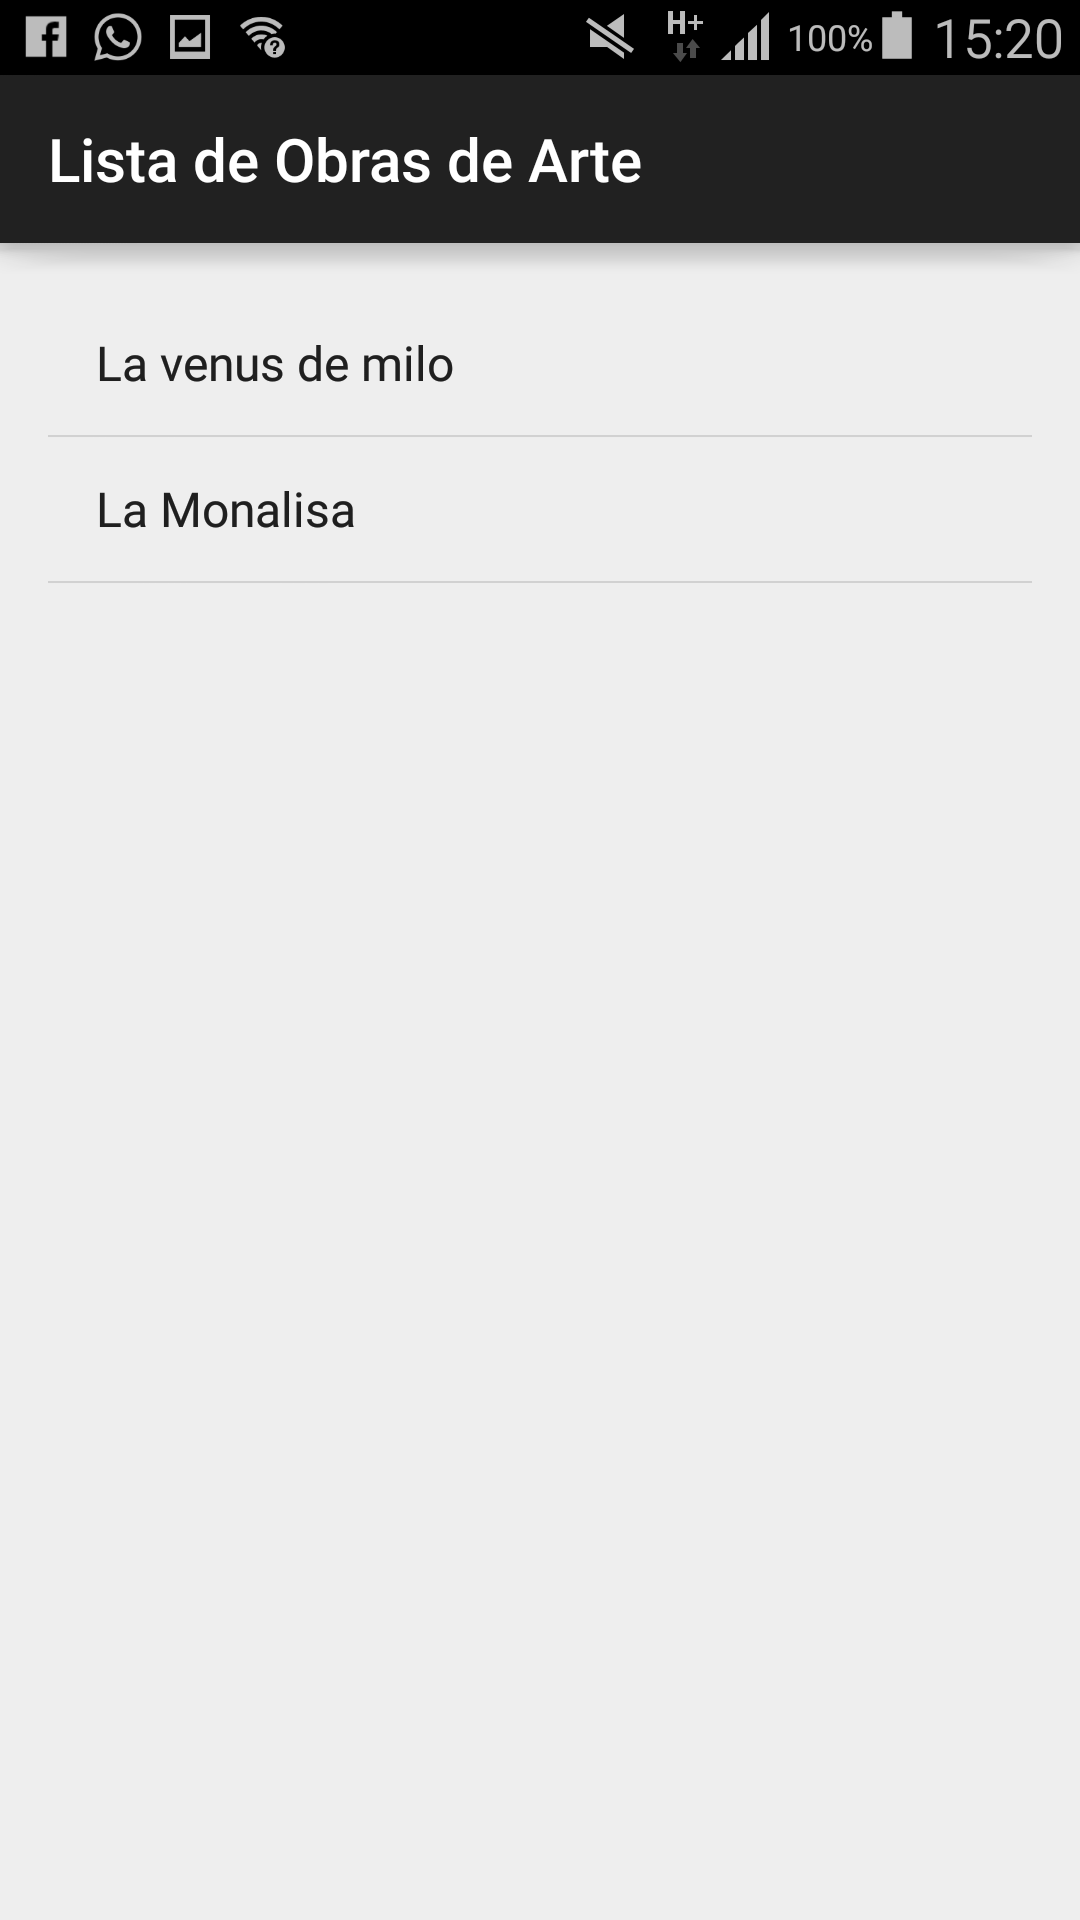 H+ 100% 15:20
Lista de Obras de Arte
La venus de milo
La Monalisa